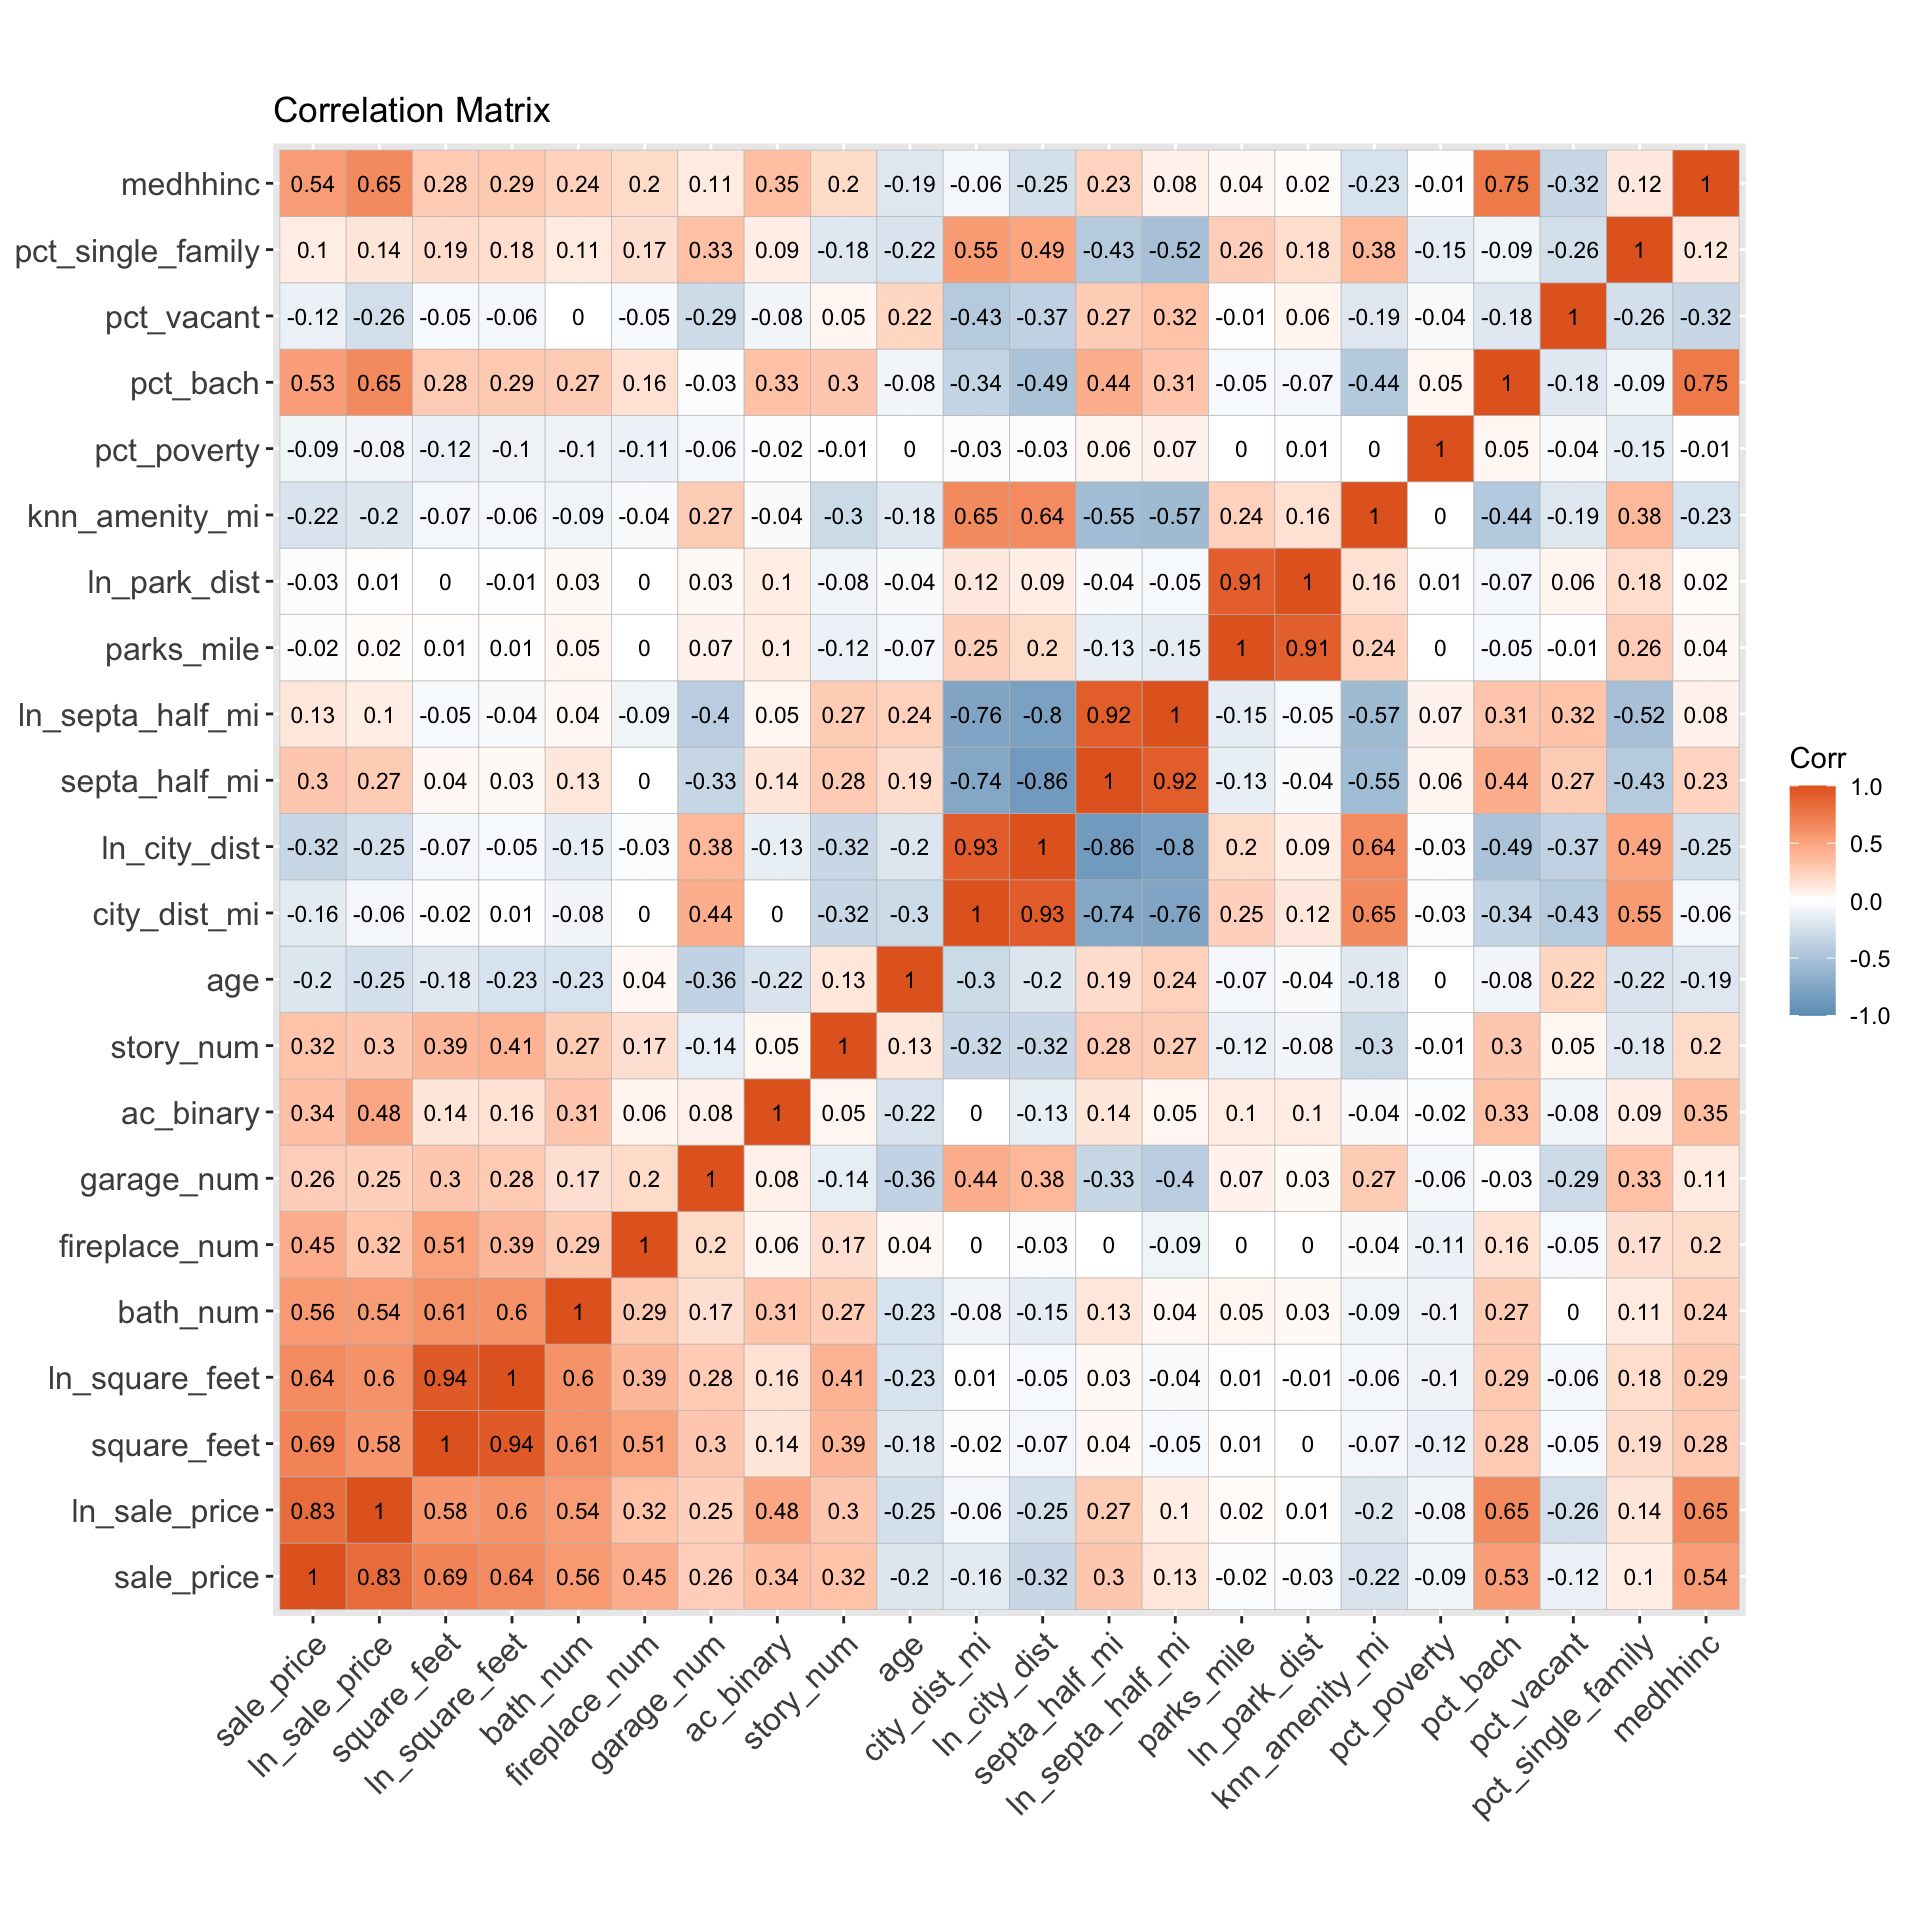 Correlation Matrix
medhhinc 0.54 0.65 0.28 0.29 0.24 0.2 0.11 0.35 0.2 -0.19 -0.06 -0.25 0.23 0.08 0.04 0.02 -0.23 -0.01 0.75 -0.32 0.12 1
pct_single_family 0.1 0.14 0.19 0.18 0.11 0.17 0.33 0.09 -0.18 -0.22 0.55 0.49 -0.43 -0.52 0.26 0.18 0.38 -0.15 -0.09 -0.26 1 0.12
pct_vacant -0.12 -0.26 -0.05 -0.06 0 -0.05 -0.29 -0.08 0.05 0.22 -0.43 -0.37 0.27 0.32 -0.01 0.06 -0.19 -0.04 -0.18 1 -0.26 -0.32
pct_bach 0.53 0.65 0.28 0.29 0.27 0.16 -0.03 0.33 0.3 -0.08 -0.34 -0.49 0.44 0.31 -0.05 -0.07 -0.44 0.05 1 -0.18 -0.09 0.75
pct_poverty -0.09 -0.08 -0.12 -0.1 -0.1 -0.11 -0.06 -0.02 -0.01 0 -0.03 -0.03 0.06 0.07 0 0.01 0 1 0.05 -0.04 -0.15 -0.01
knn_amenity_mi -0.22 -0.2 -0.07 -0.06 -0.09 -0.04 0.27 -0.04 -0.3 -0.18 0.65 0.64 -0.55 -0.57 0.24 0.16 1 0 -0.44 -0.19 0.38 -0.23
ln_park_dist -0.03 0.01 0 -0.01 0.03 0 0.03 0.1 -0.08 -0.04 0.12 0.09 -0.04 -0.05 0.91 1 0.16 0.01 -0.07 0.06 0.18 0.02
parks_mile -0.02 0.02 0.01 0.01 0.05 0 0.07 0.1 -0.12 -0.07 0.25 0.2 -0.13 -0.15 1 0.91 0.24 0 -0.05 -0.01 0.26 0.04
ln_septa_half_mi 0.13 0.1 -0.05 -0.04 0.04 -0.09 -0.4 0.05 0.27 0.24 -0.76 -0.8 0.92 1 -0.15 -0.05 -0.57 0.07 0.31 0.32 -0.52 0.08
septa_half_mi 0.3 0.27 0.04 0.03 0.13 0 -0.33 0.14 0.28 0.19 -0.74 -0.86 1 0.92 -0.13 -0.04 -0.55 0.06 0.44 0.27 -0.43 0.23
ln_city_dist -0.32 -0.25 -0.07 -0.05 -0.15 -0.03 0.38 -0.13 -0.32 -0.2 0.93 1 -0.86 -0.8 0.2 0.09 0.64 -0.03 -0.49 -0.37 0.49 -0.25
city_dist_mi -0.16 -0.06 -0.02 0.01 -0.08 0 0.44 0 -0.32 -0.3 1 0.93 -0.74 -0.76 0.25 0.12 0.65 -0.03 -0.34 -0.43 0.55 -0.06
age -0.2 -0.25 -0.18 -0.23 -0.23 0.04 -0.36 -0.22 0.13 1 -0.3 -0.2 0.19 0.24 -0.07 -0.04 -0.18 0 -0.08 0.22 -0.22 -0.19
story_num 0.32 0.3 0.39 0.41 0.27 0.17 -0.14 0.05 1 0.13 -0.32 -0.32 0.28 0.27 -0.12 -0.08 -0.3 -0.01 0.3 0.05 -0.18 0.2
ac_binary 0.34 0.48 0.14 0.16 0.31 0.06 0.08 1 0.05 -0.22 0 -0.13 0.14 0.05 0.1 0.1 -0.04 -0.02 0.33 -0.08 0.09 0.35
garage_num 0.26 0.25 0.3 0.28 0.17 0.2 1 0.08 -0.14 -0.36 0.44 0.38 -0.33 -0.4 0.07 0.03 0.27 -0.06 -0.03 -0.29 0.33 0.11
fireplace_num 0.45 0.32 0.51 0.39 0.29 1 0.2 0.06 0.17 0.04 0 -0.03 0 -0.09 0 0 -0.04 -0.11 0.16 -0.05 0.17 0.2
bath_num 0.56 0.54 0.61 0.6 1 0.29 0.17 0.31 0.27 -0.23 -0.08 -0.15 0.13 0.04 0.05 0.03 -0.09 -0.1 0.27 0 0.11 0.24
ln_square_feet 0.64 0.6 0.94 1 0.6 0.39 0.28 0.16 0.41 -0.23 0.01 -0.05 0.03 -0.04 0.01 -0.01 -0.06 -0.1 0.29 -0.06 0.18 0.29
square_feet 0.69 0.58 1 0.94 0.61 0.51 0.3 0.14 0.39 -0.18 -0.02 -0.07 0.04 -0.05 0.01 0 -0.07 -0.12 0.28 -0.05 0.19 0.28
ln_sale_price 0.83 1 0.58 0.6 0.54 0.32 0.25 0.48 0.3 -0.25 -0.06 -0.25 0.27 0.1 0.02 0.01 -0.2 -0.08 0.65 -0.26 0.14 0.65
sale_price 1 0.83 0.69 0.64 0.56 0.45 0.26 0.34 0.32 -0.2 -0.16 -0.32 0.3 0.13 -0.02 -0.03 -0.22 -0.09 0.53 -0.12 0.1 0.54
sale_price ln_sale_price square_feet ln_square_feet bath_num fireplace_num garage_num ac_binary story_num age city_dist_mi ln_city_dist septa_half_mi ln_septa_half_mi parks_mile ln_park_dist knn_amenity_mi pct_poverty pct_bach pct_vacant pct_single_family medhhinc
Corr
1.0
0.5
0.0
-0.5
-1.0